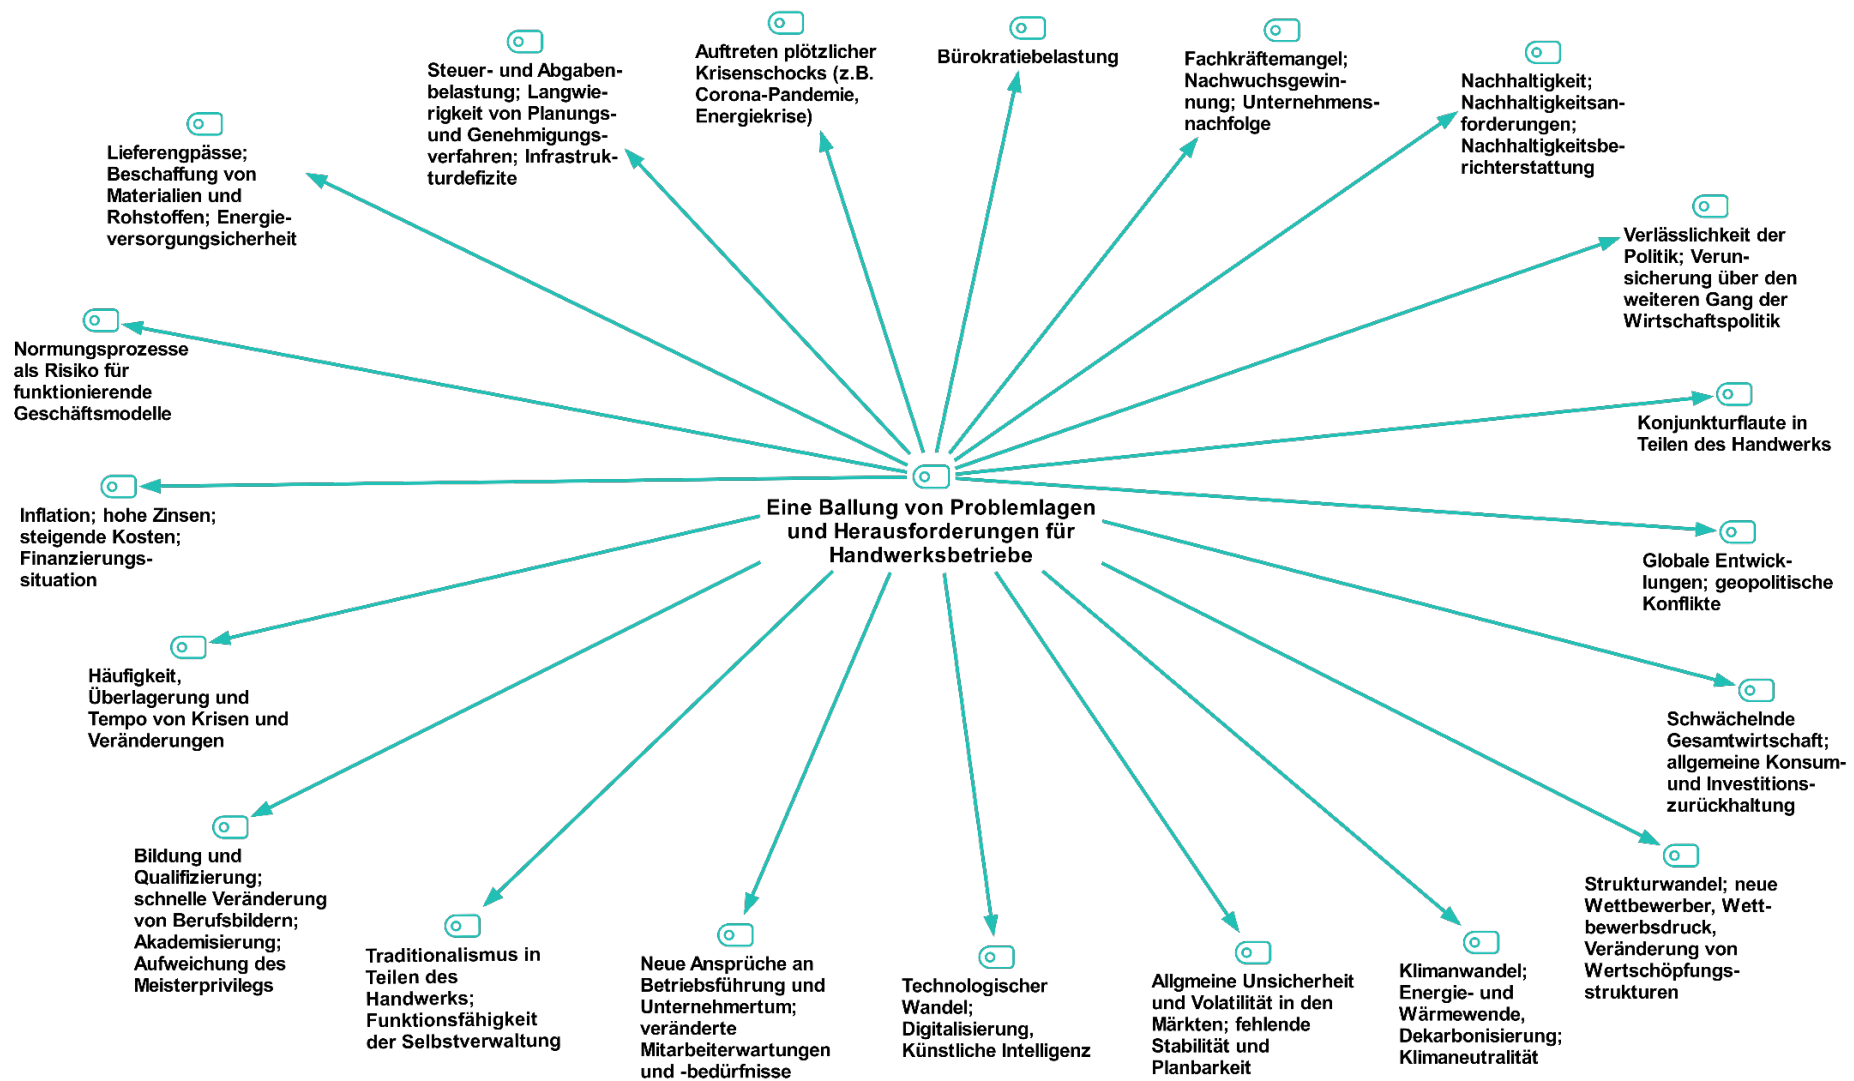 Auftreten plötzlicher
Krisenschocks (z.B.
Corona-Pandemie,
Energiekrise)
Bürokratiebelastung
Fachkräftemangel;
Nachwuchsgewin-
nung; Unternehmens-
nachfolge
Steuer- und Abgaben-
belastung; Langwie-
rigkeit von Planungs-
und Genehmigungs-
verfahren; Infrastruk-
turdefizite
Nachhaltigkeit;
Nachhaltigkeitsan-
forderungen;
Nachhaltigkeitsbe-
richterstattung
Lieferengpässe;
Beschaffung von
Materialien und
Rohstoffen; Energie-
versorgungsicherheit
Verlässlichkeit der
Politik; Verun-
sicherung über den
weiteren Gang der
Wirtschaftspolitik
Normungsprozesse
als Risiko für
funktionierende
Geschäftsmodelle
Konjunkturflaute in
Teilen des Handwerks
Eine Ballung von Problemlagen
und Herausforderungen für
Handwerksbetriebe
Inflation; hohe Zinsen;
steigende Kosten;
Finanzierungs-
situation
Globale Entwick-
lungen; geopolitische
Konflikte
Häufigkeit,
Überlagerung und
Tempo von Krisen und
Veränderungen
Schwächelnde
Gesamtwirtschaft;
allgemeine Konsum-
und Investitions-
zurückhaltung
Bildung und
Qualifizierung;
schnelle Veränderung
von Berufsbildern;
Akademisierung;
Aufweichung des
Meisterprivilegs
Traditionalismus in
Teilen des
Handwerks;
Funktionsfähigkeit
der Selbstverwaltung
Neue Ansprüche an
Betriebsführung und
Unternehmertum;
veränderte
Mitarbeiterwartungen
und -bedürfnisse
Technologischer
Wandel;
Digitalisierung,
Künstliche Intelligenz
Allgmeine Unsicherheit
und Volatilität in den
Märkten; fehlende
Stabilität und
Planbarkeit
Klimanwandel;
Energie- und
Wärmewende,
Dekarbonisierung;
Klimaneutralität
Strukturwandel; neue
Wettbewerber, Wett-
bewerbsdruck,
Veränderung von
Wertschöpfungs-
strukturen